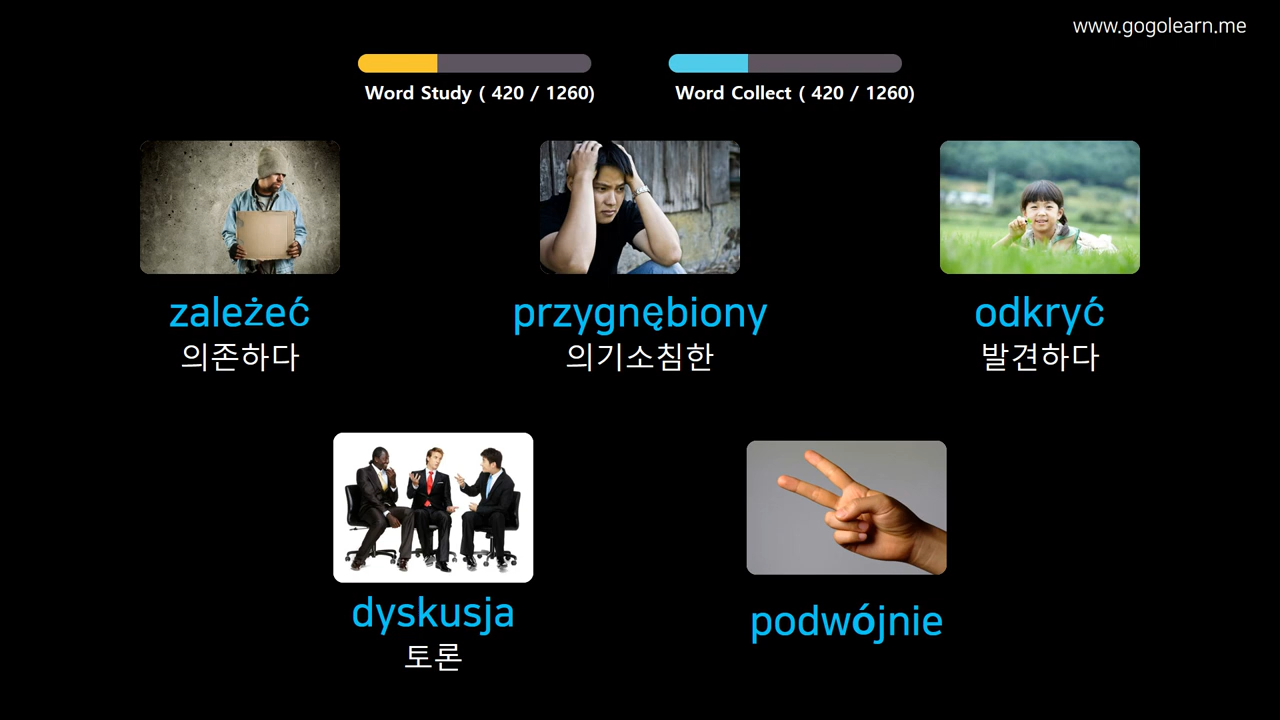 www.gogolearn.me
Word Study ( 420 / 1260)
Word Collect ( 420 / 1260)
zależeć
의존하다
przygnębiony
의기소침한
odkryć
발견하다
dyskusja
토론
podwójnie